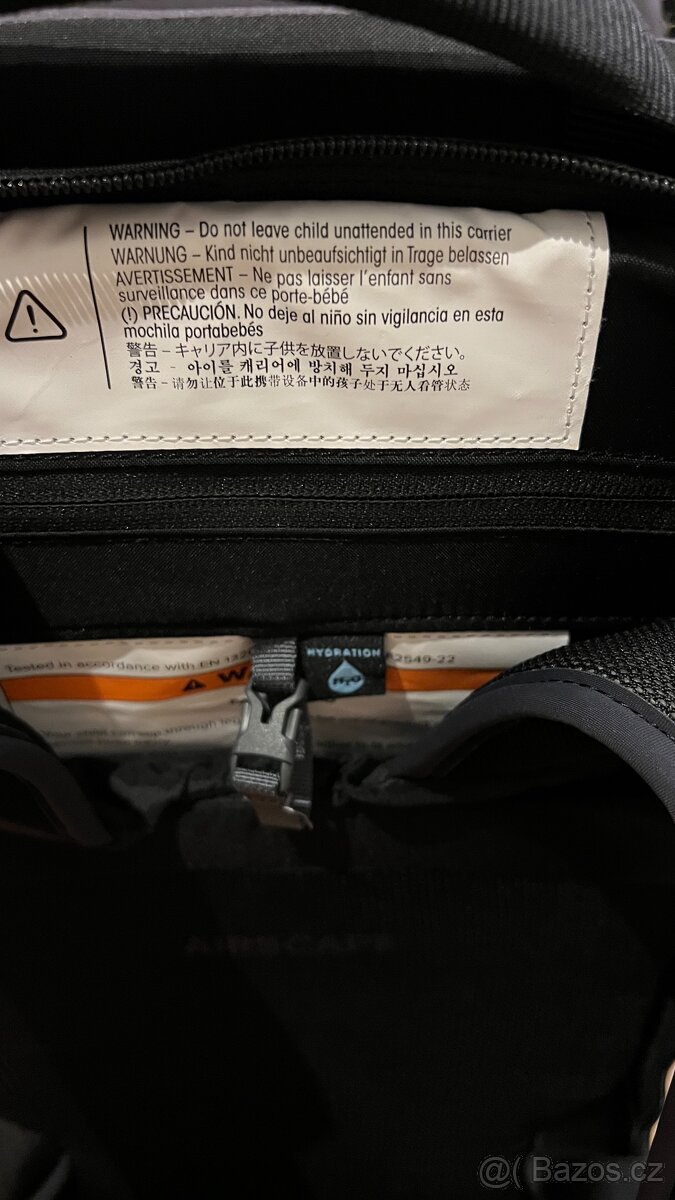 WARNING – Do not leave child unattended in this carrier
WARNUNG – Kind nicht unbeaufsichtigt in Trage belassen
AVERTISSEMENT – Ne pas laisser l'enfant sans
surveillance dans ce porte-bébé
(!) PRECAUCIÓN. No deje al niño sin vigilancia en esta
mochila portabebés
警告 – キャリア内に子供を放置しないでください。
경고 - 아이를 캐리어에 방치해 두지 마십시오
警告 – 请勿让位于此携带设备中的孩子处于无人看管状态
Tested in accordance with EN
HYDRATION
H2O
2549-22
AIRSCAPE
@( Bazoš.cz